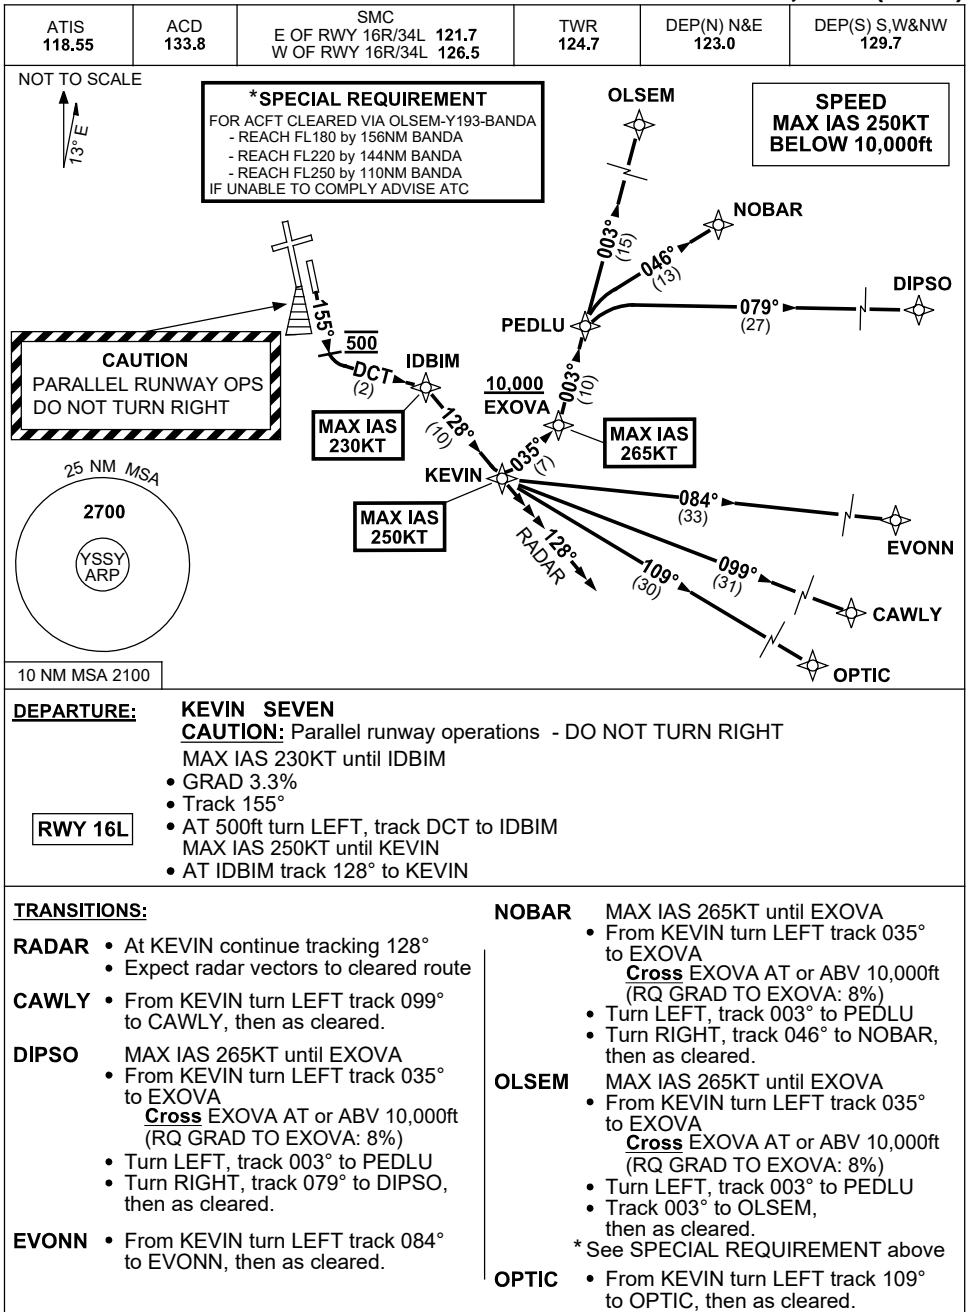 ATIS
118.55
ACD
133.8
SMC
E OF RWY 16R/34L 121.7
W OF RWY 16R/34L 126.5
TWR
124.7
DEP(N) N&E
123.0
DEP(S) S,W&NW
129.7
NOT TO SCALE
13° E
*SPECIAL REQUIREMENT
FOR ACFT CLEARED VIA OLSEM-Y193-BANDA
- REACH FL180 by 156NM BANDA
- REACH FL220 by 144NM BANDA
- REACH FL250 by 110NM BANDA
IF UNABLE TO COMPLY ADVISE ATC
OLSEM
SPEED
MAX IAS 250KT
BELOW 10,000ft
NOBAR
003°
(15)
046°
(13)
DIPSO
079°
(27)
PEDLU
155°
500
CAUTION
PARALLEL RUNWAY OPS
DO NOT TURN RIGHT
DCT
(2)
IDBIM
10,000
EXOVA
003°
(10)
MAX IAS
230KT
128°
(10)
MAX IAS
265KT
035°
(7)
KEVIN
25 NM MSA
2700
YSSY
ARP
MAX IAS
250KT
084°
(33)
EVONN
128°
RADAR
109°
(30)
099°
(31)
CAWLY
OPTIC
10 NM MSA 2100
DEPARTURE: KEVIN SEVEN
CAUTION: Parallel runway operations - DO NOT TURN RIGHT
MAX IAS 230KT until IDBIM
• GRAD 3.3%
• Track 155°
RWY 16L
• AT 500ft turn LEFT, track DCT to IDBIM
MAX IAS 250KT until KEVIN
• AT IDBIM track 128° to KEVIN
TRANSITIONS:
RADAR • At KEVIN continue tracking 128°
• Expect radar vectors to cleared route
CAWLY • From KEVIN turn LEFT track 099°
to CAWLY, then as cleared.
DIPSO MAX IAS 265KT until EXOVA
• From KEVIN turn LEFT track 035°
to EXOVA
Cross EXOVA AT or ABV 10,000ft
(RQ GRAD TO EXOVA: 8%)
• Turn LEFT, track 003° to PEDLU
• Turn RIGHT, track 079° to DIPSO,
then as cleared.
EVONN • From KEVIN turn LEFT track 084°
to EVONN, then as cleared.
NOBAR MAX IAS 265KT until EXOVA
• From KEVIN turn LEFT track 035°
to EXOVA
Cross EXOVA AT or ABV 10,000ft
(RQ GRAD TO EXOVA: 8%)
• Turn LEFT, track 003° to PEDLU
• Turn RIGHT, track 046° to NOBAR,
then as cleared.
OLSEM MAX IAS 265KT until EXOVA
• From KEVIN turn LEFT track 035°
to EXOVA
Cross EXOVA AT or ABV 10,000ft
(RQ GRAD TO EXOVA: 8%)
• Turn LEFT, track 003° to PEDLU
• Track 003° to OLSEM,
then as cleared.
* See SPECIAL REQUIREMENT above
OPTIC • From KEVIN turn LEFT track 109°
to OPTIC, then as cleared.